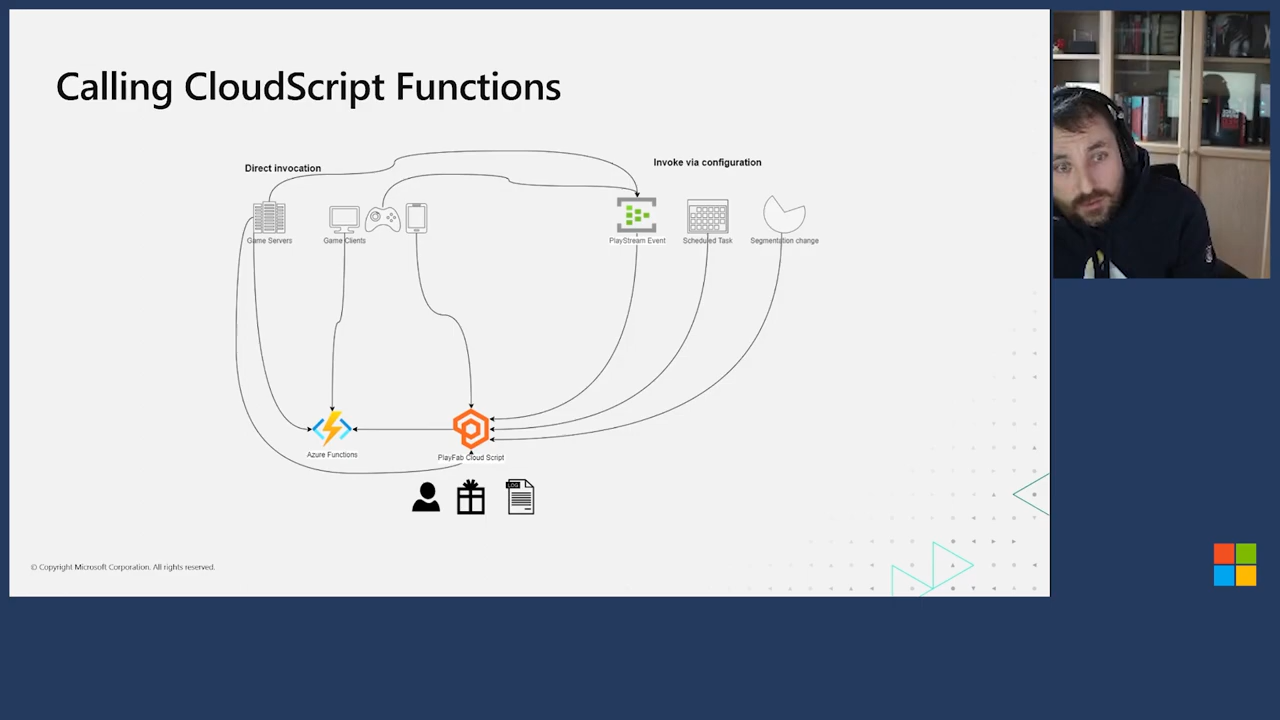 Calling CloudScript Functions
Direct invocation
Invoke via configuration
Game Servers
Game Clients
PlayStream Event
Scheduled Task
Segmentation change
Azure Functions
PlayFab Cloud Script
LOG
© Copyright Microsoft Corporation. All rights reserved.